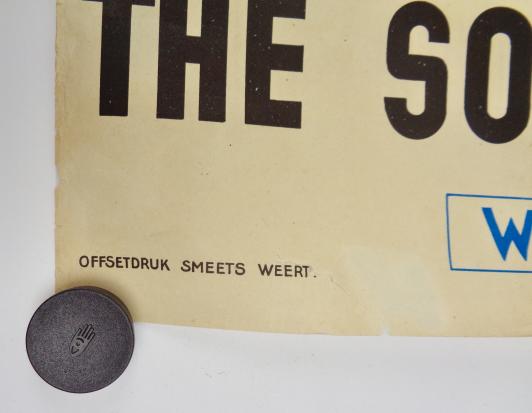 THE SO
W
OFFSETDRUK SMEETS WEERT.